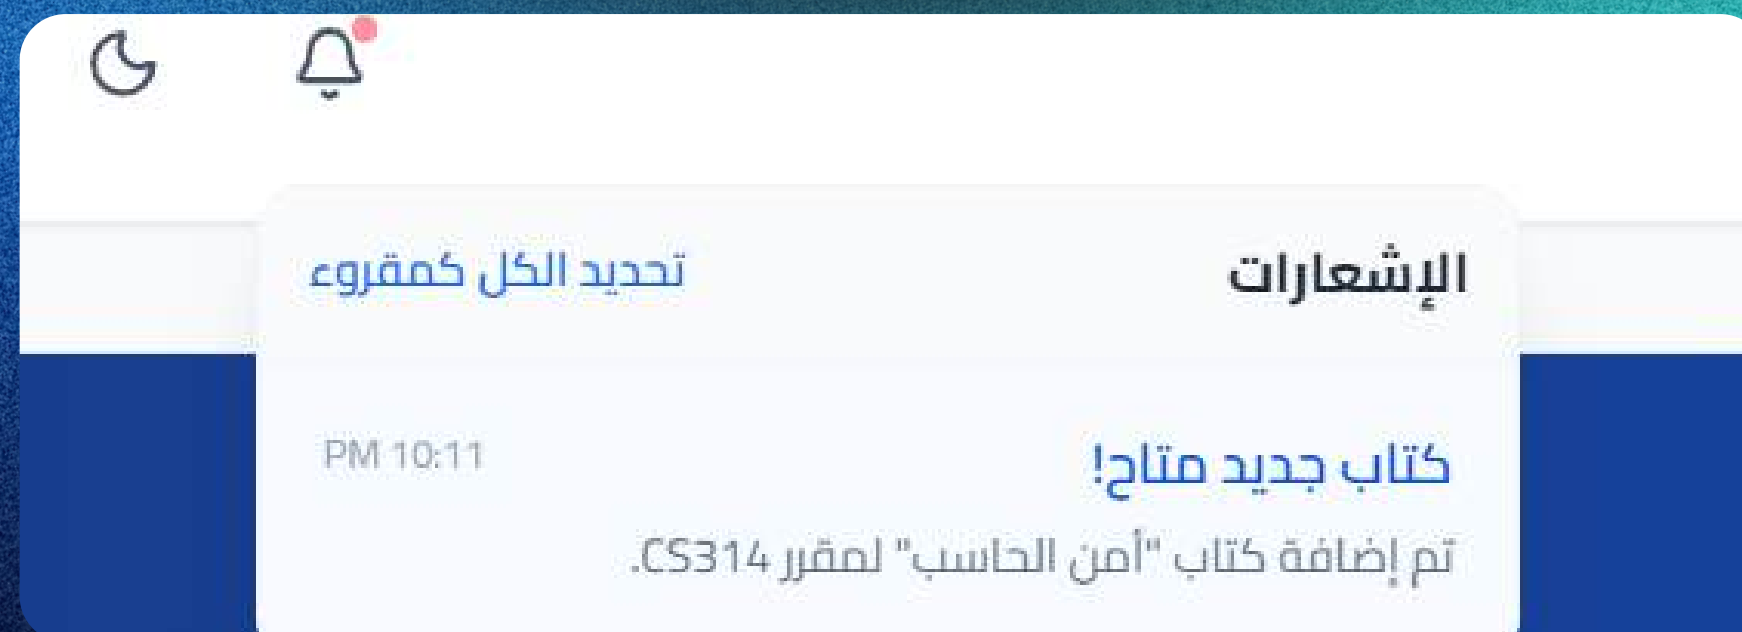 الإشعارات
تحديد الكل كمقروء
كتاب جديد متاح!
PM 10:11
تم إضافة كتاب "أمن الحاسب" لمقرر CS314.